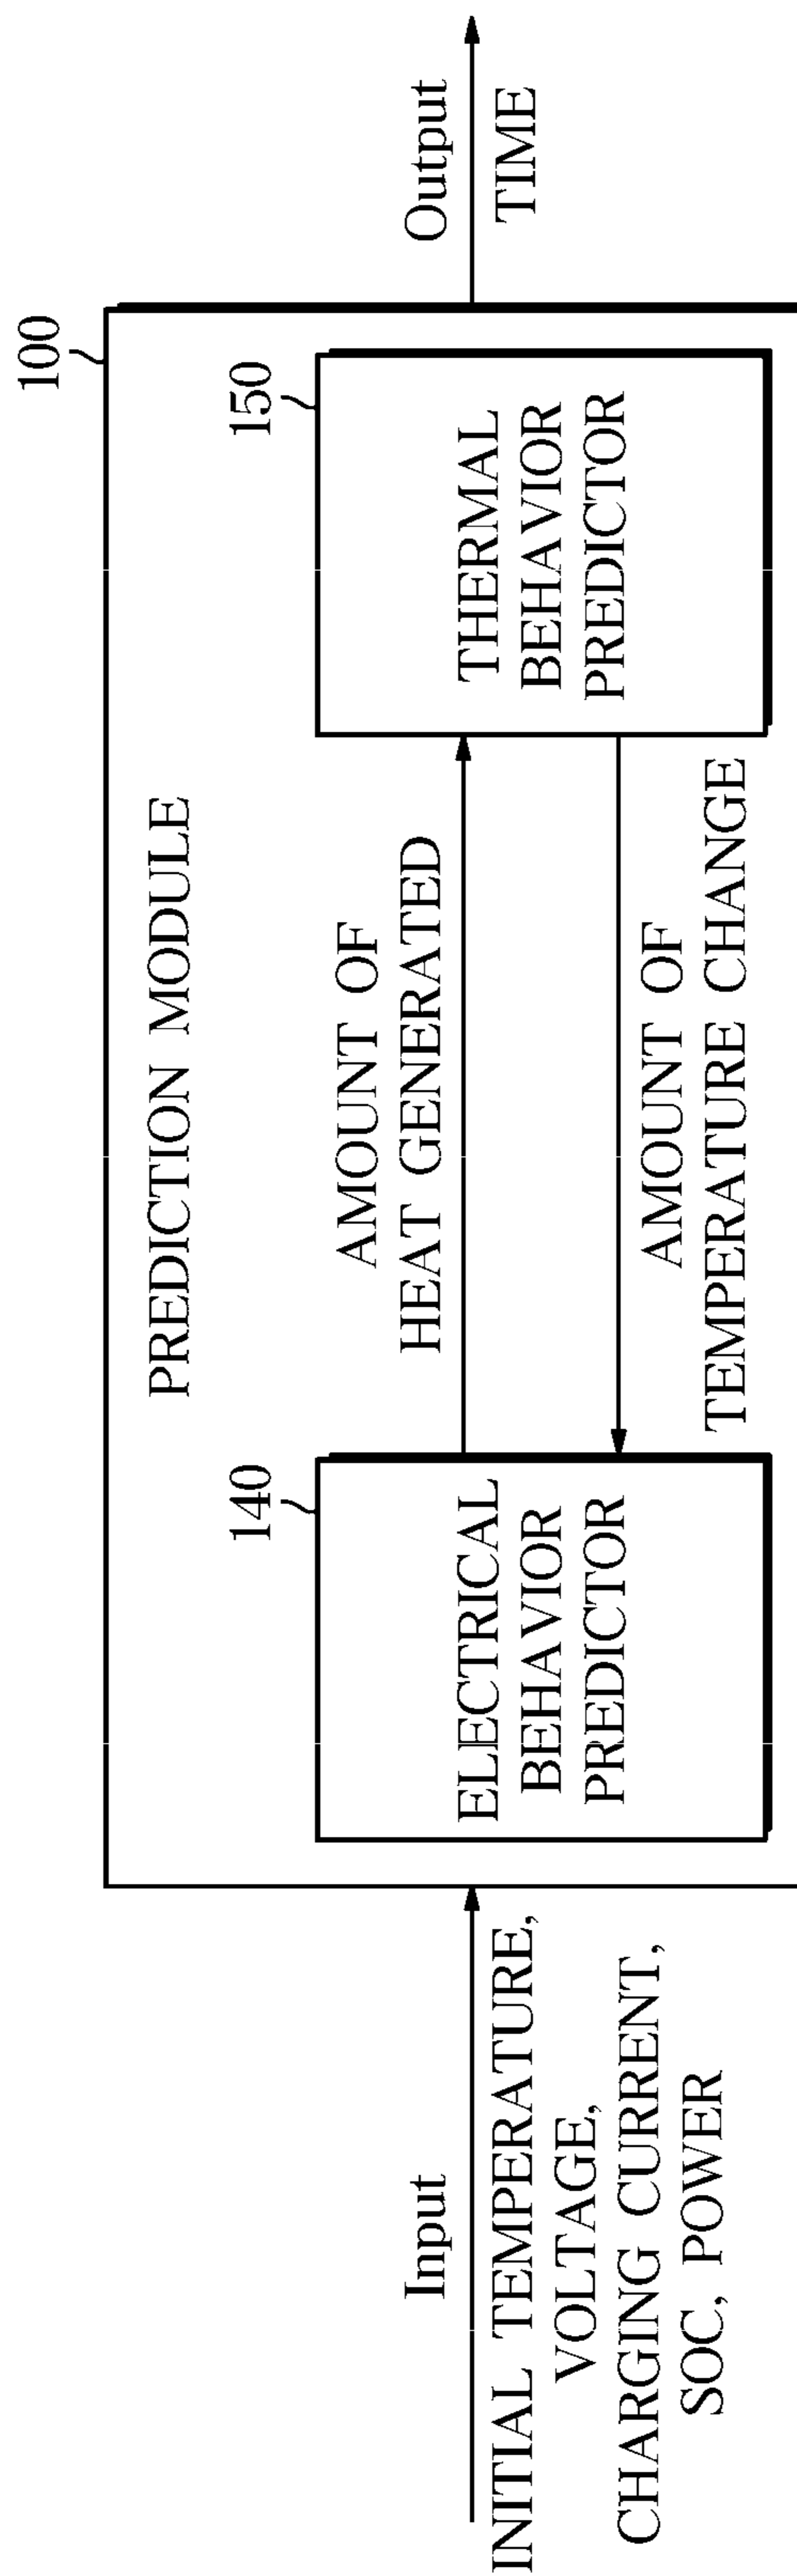 100
PREDICTION MODULE
Input
INITIAL TEMPERATURE,
VOLTAGE,
CHARGING CURRENT,
SOC, POWER
140
ELECTRICAL
BEHAVIOR
PREDICTOR
AMOUNT OF
HEAT GENERATED
AMOUNT OF
TEMPERATURE CHANGE
150
THERMAL
BEHAVIOR
PREDICTOR
Output
TIME